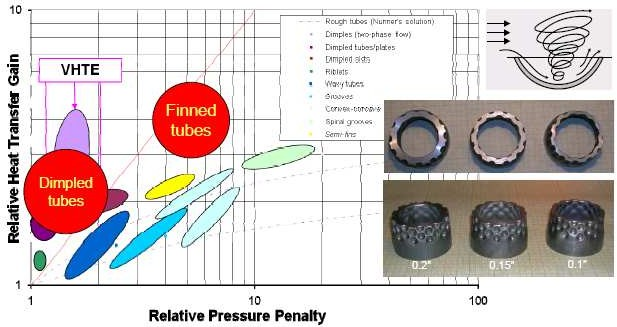 10
Relative Heat Transfer Gain
1
VHTE
Finned
tubes
Dimpled
tubes
Rough tubes (Nunner's solution)
Dimples (two-phase flow)
Dimpled tubes/plates
Dimpled slots
Riblets
Wavy tubes
Grooves
Convex-concave
Spiral grooves
Semi-fins
0.2"
0.15"
0.1"
1
10
100
Relative Pressure Penalty